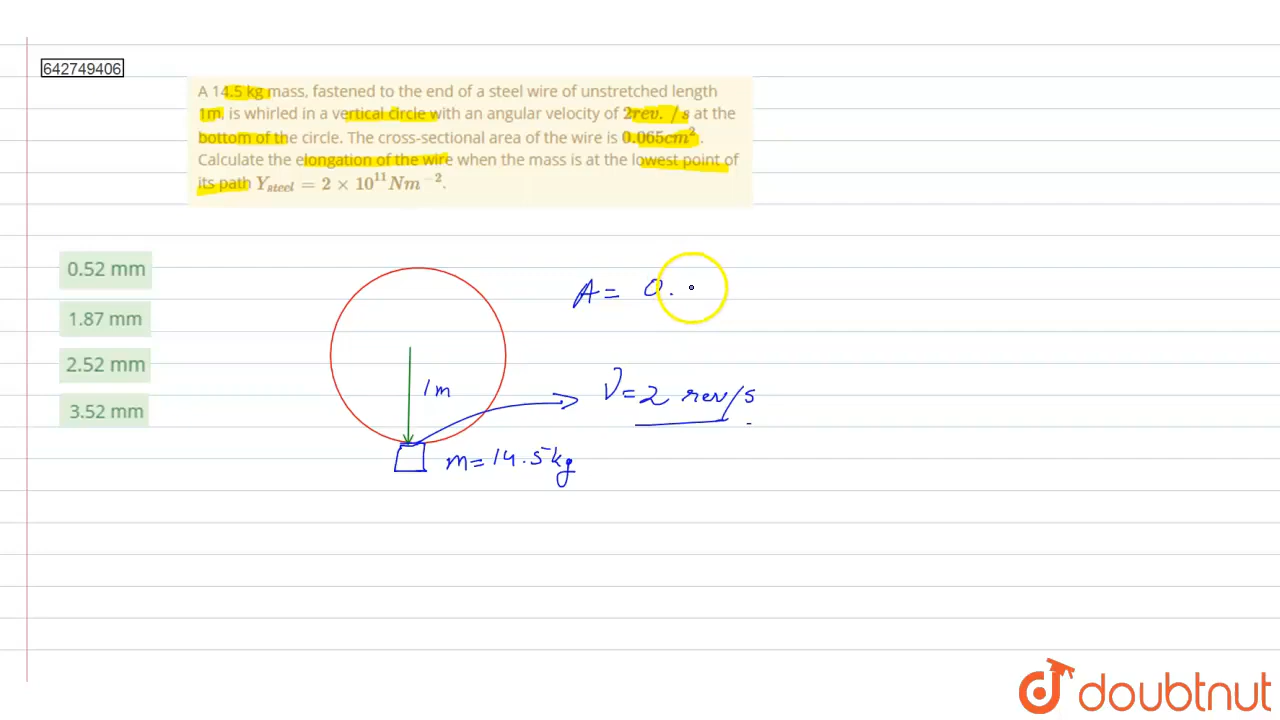 642749406
A 14.5 kg mass, fastened to the end of a steel wire of unstretched length
1m, is whirled in a vertical circle with an angular velocity of 2rev. /s at the
bottom of the circle. The cross-sectional area of the wire is 0.065cm².
Calculate the elongation of the wire when the mass is at the lowest point of
its path Y_steel = 2 × 10¹¹ Nm⁻².
0.52 mm
1.87 mm
2.52 mm
3.52 mm
A = 0.
1m
ν = 2 rev/s
m = 14.5 kg
doubtnut